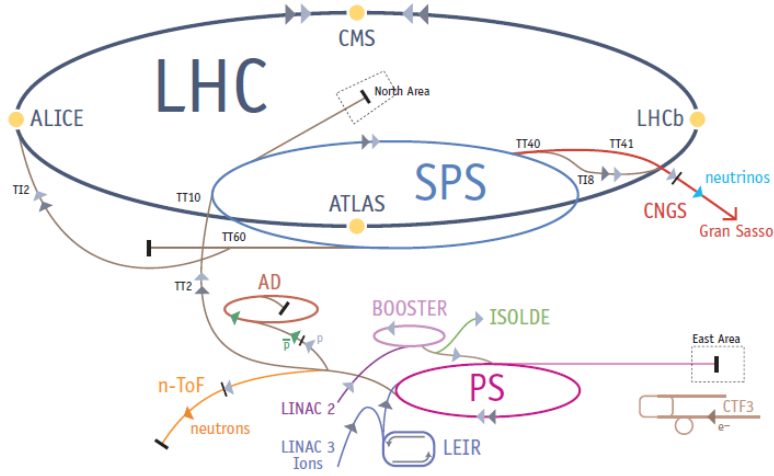 CMS
LHC
North Area
ALICE
LHCb
TT40
TT41
TI8
neutrinos
SPS
TI2
TT10
ATLAS
CNGS
Gran Sasso
TT60
TT2
AD
BOOSTER
ISOLDE
p̅
p
East Area
n-ToF
PS
LINAC 2
neutrons
CTF3
e–
LINAC 3
Ions
LEIR